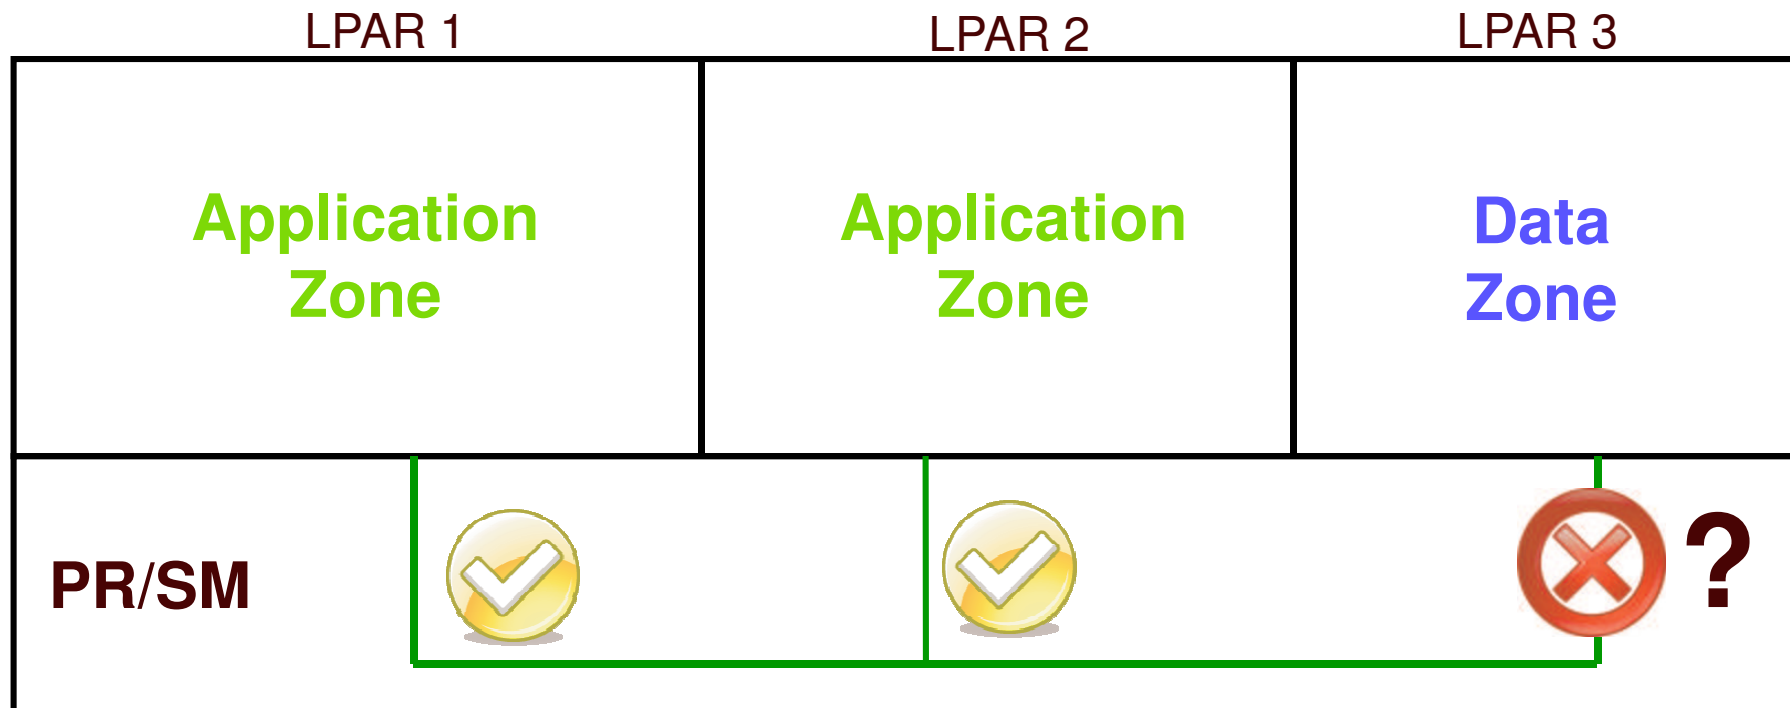 LPAR 1
LPAR 2
LPAR 3
Application
Zone
Application
Zone
Data
Zone
PR/SM
?